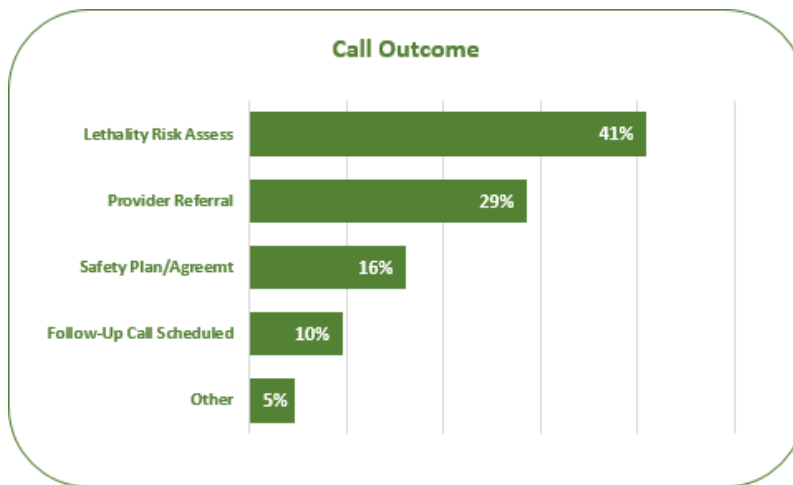 Call Outcome
Lethality Risk Assess 41%
Provider Referral 29%
Safety Plan/Agreemt 16%
Follow-Up Call Scheduled 10%
Other 5%